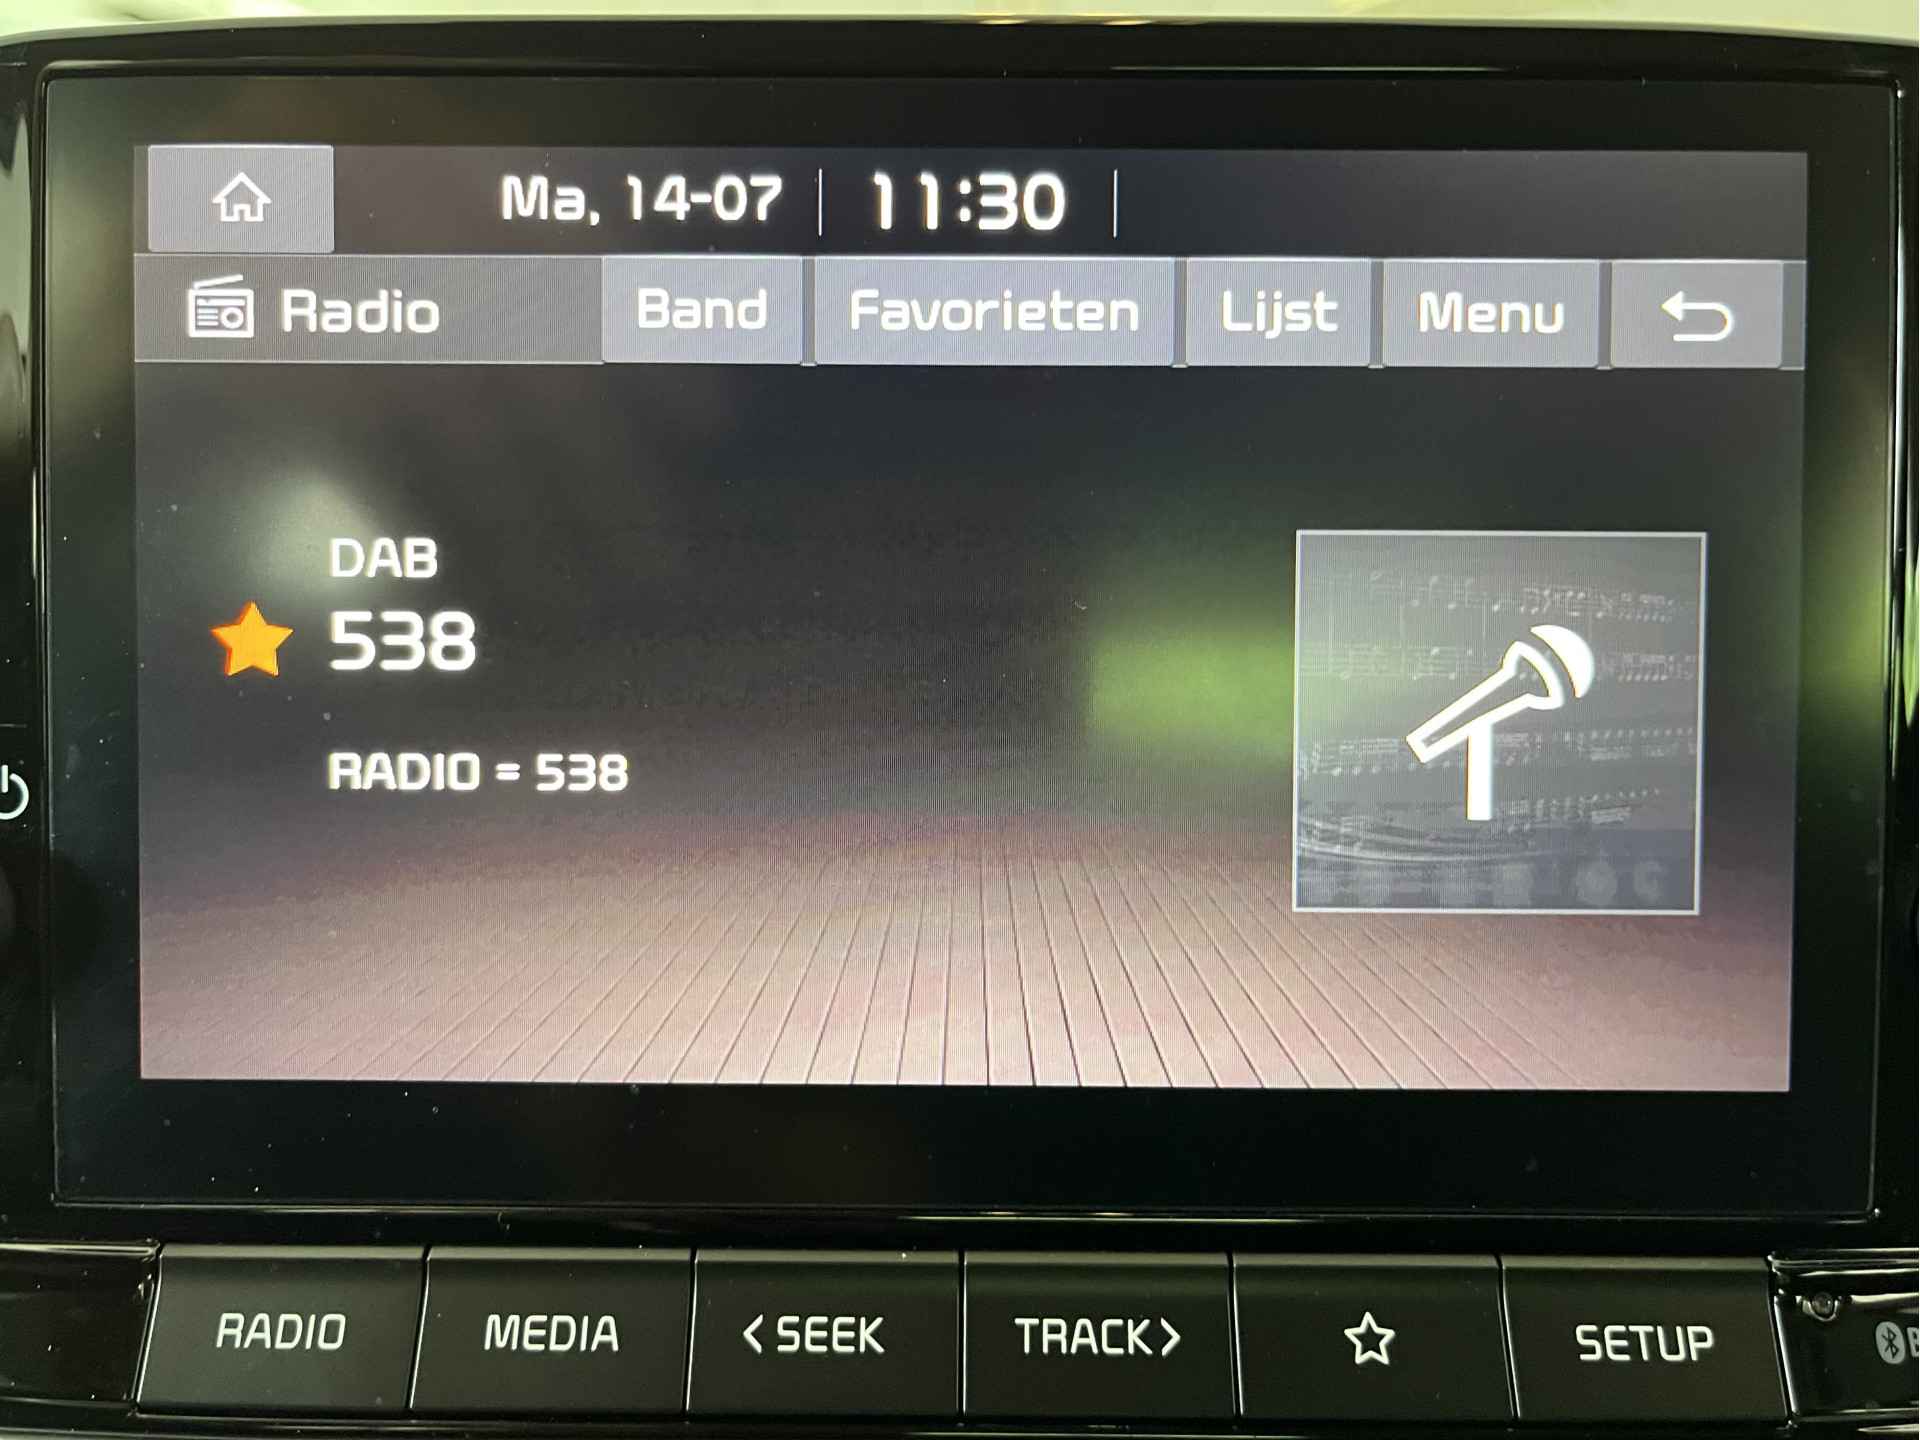 Ma, 14-07 11:30
Radio Band Favorieten Lijst Menu
DAB
538
RADIO = 538
RADIO MEDIA <SEEK TRACK> SETUP